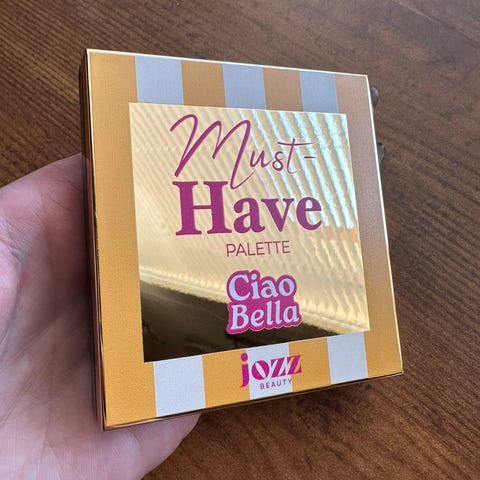 Must-
Have
PALETTE
Ciao
Bella
jozz
BEAUTY